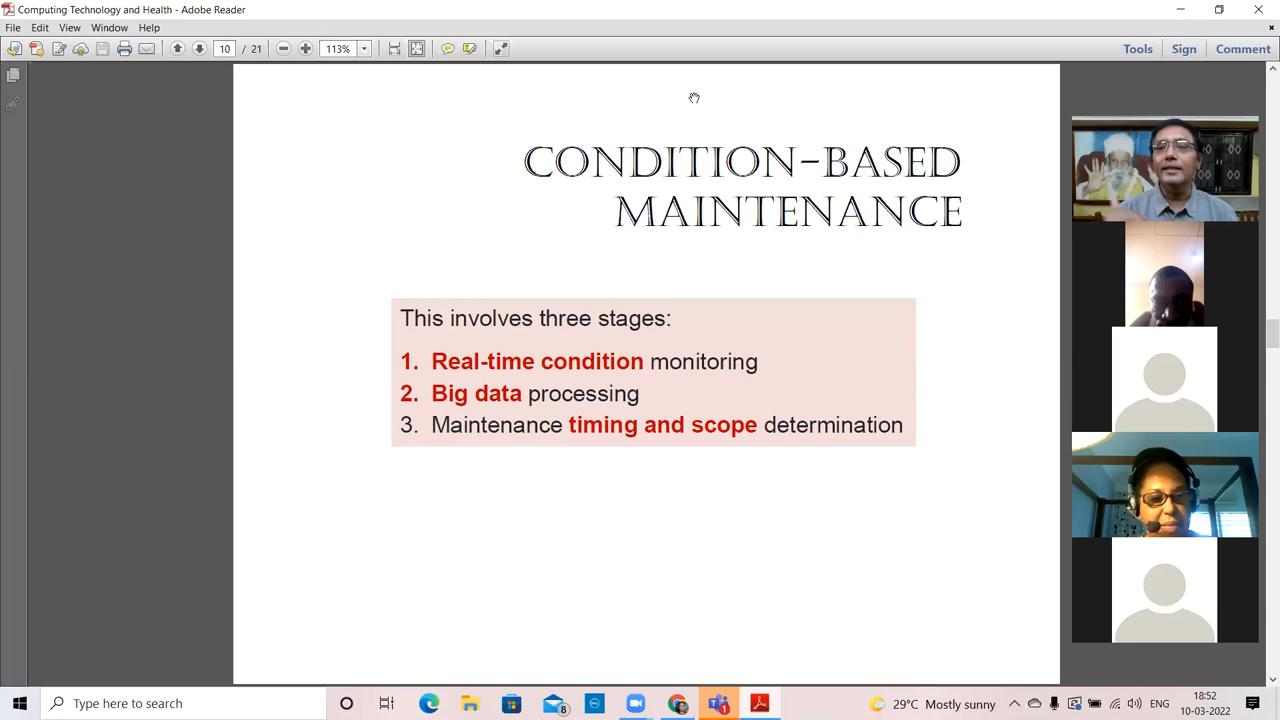 Computing Technology and Health - Adobe Reader
File Edit View Window Help
10 / 21 113% Tools Sign Comment
CONDITION-BASED
MAINTENANCE
This involves three stages:
1. Real-time condition monitoring
2. Big data processing
3. Maintenance timing and scope determination
Type here to search
8
1
29°C Mostly sunny
ENG
18:52
10-03-2022